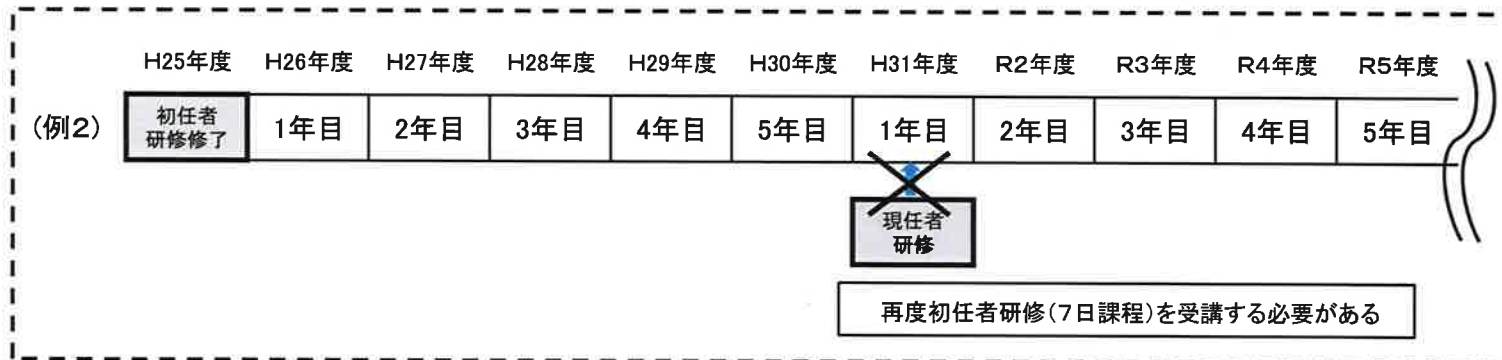 H25年度 H26年度 H27年度 H28年度 H29年度 H30年度 H31年度 R2年度 R3年度 R4年度 R5年度
(例2) 初任者 1年目 2年目 3年目 4年目 5年目 1年目 2年目 3年目 4年目 5年目
研修修了
現任者
研修
再度初任者研修(7日課程)を受講する必要がある